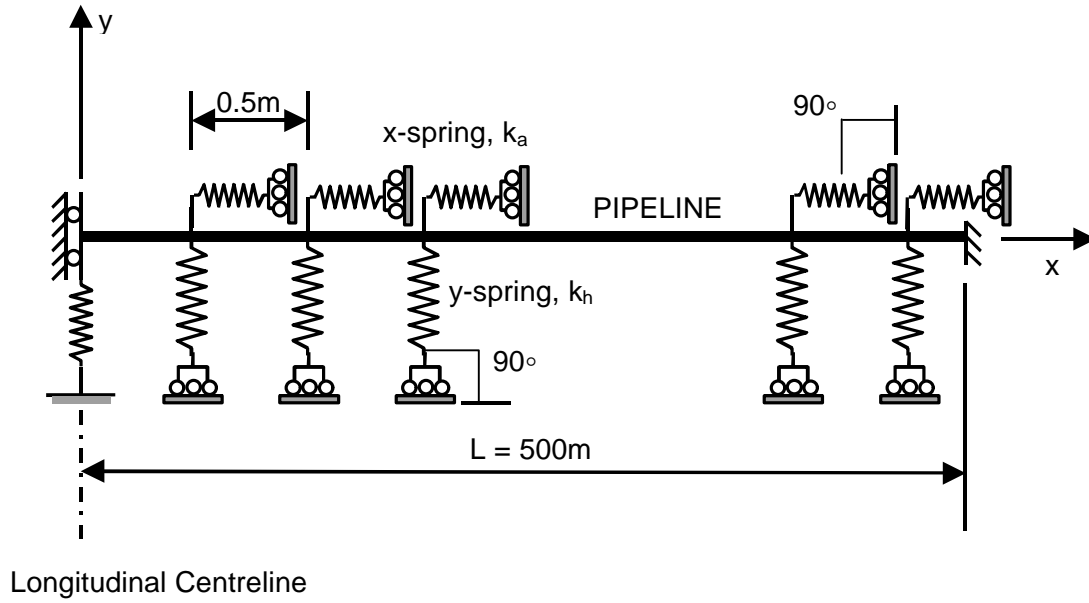 y
0.5m
90○
x-spring, kₐ
PIPELINE
x
y-spring, kₕ
90○
L = 500m
Longitudinal Centreline